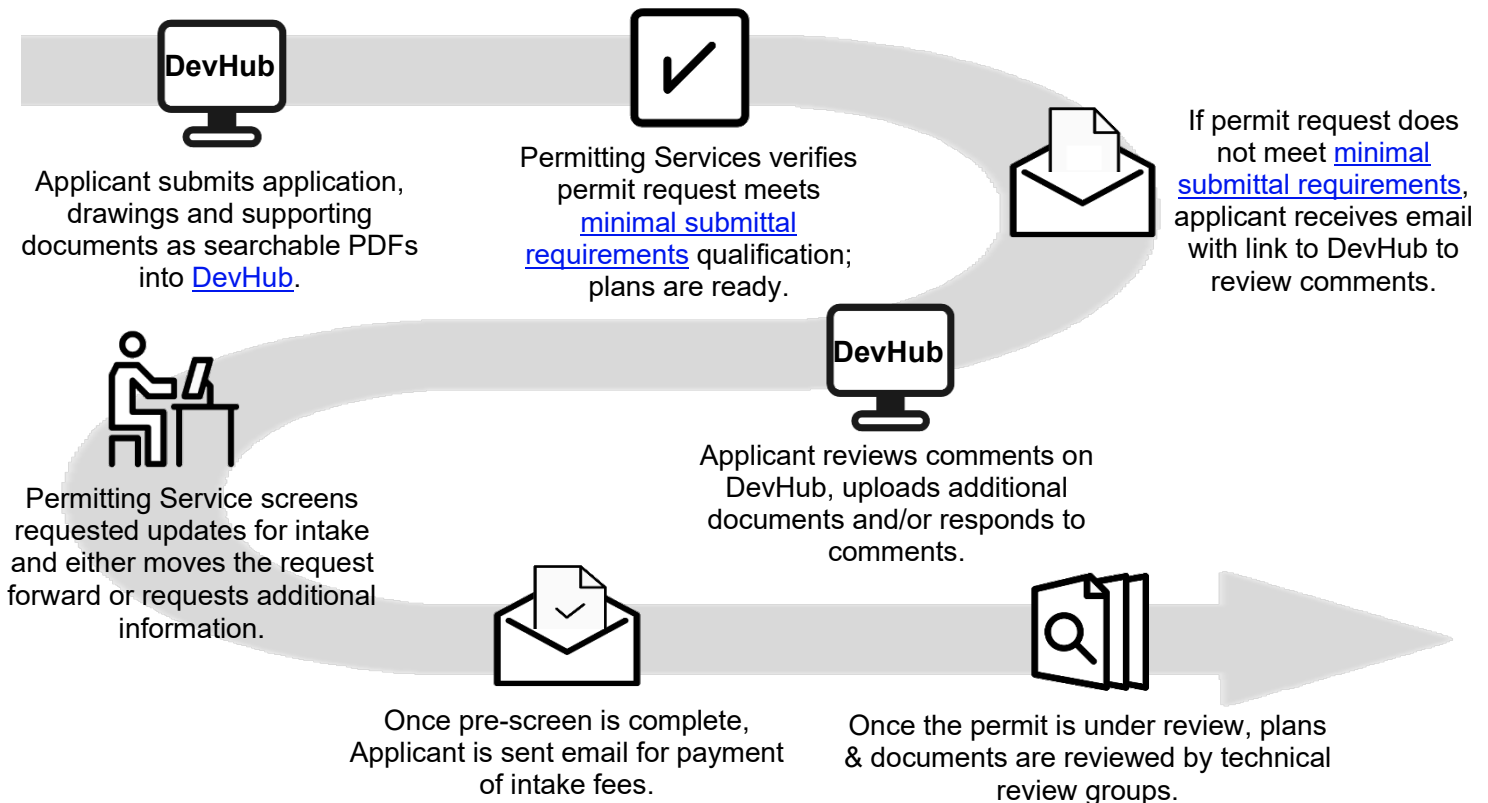 DevHub
Applicant submits application,
drawings and supporting
documents as searchable PDFs
into DevHub.
Permitting Services verifies
permit request meets
minimal submittal
requirements qualification;
plans are ready.
If permit request does
not meet minimal
submittal requirements,
applicant receives email
with link to DevHub to
review comments.
DevHub
Applicant reviews comments on
DevHub, uploads additional
documents and/or responds to
comments.
Permitting Service screens
requested updates for intake
and either moves the request
forward or requests additional
information.
Once pre-screen is complete,
Applicant is sent email for payment
of intake fees.
Once the permit is under review, plans
& documents are reviewed by technical
review groups.